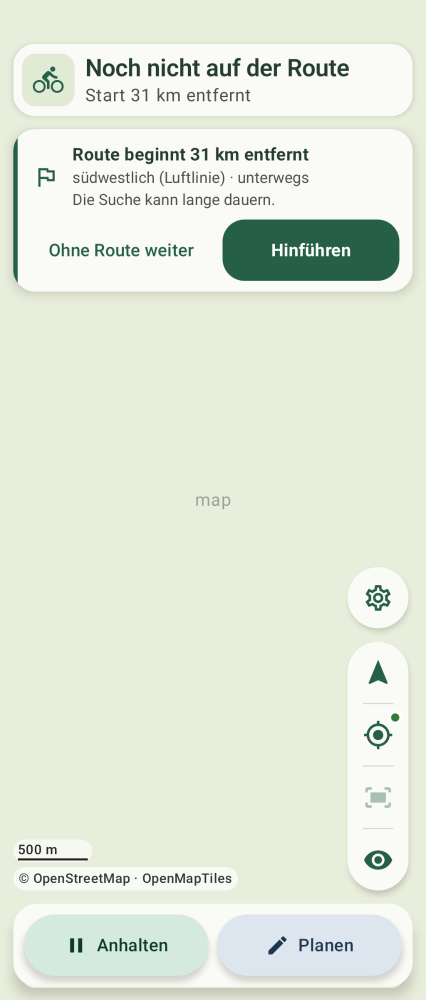 Noch nicht auf der Route
Start 31 km entfernt
Route beginnt 31 km entfernt
südwestlich (Luftlinie) · unterwegs
Die Suche kann lange dauern.
Ohne Route weiter
Hinführen
map
500 m
© OpenStreetMap · OpenMapTiles
Anhalten
Planen